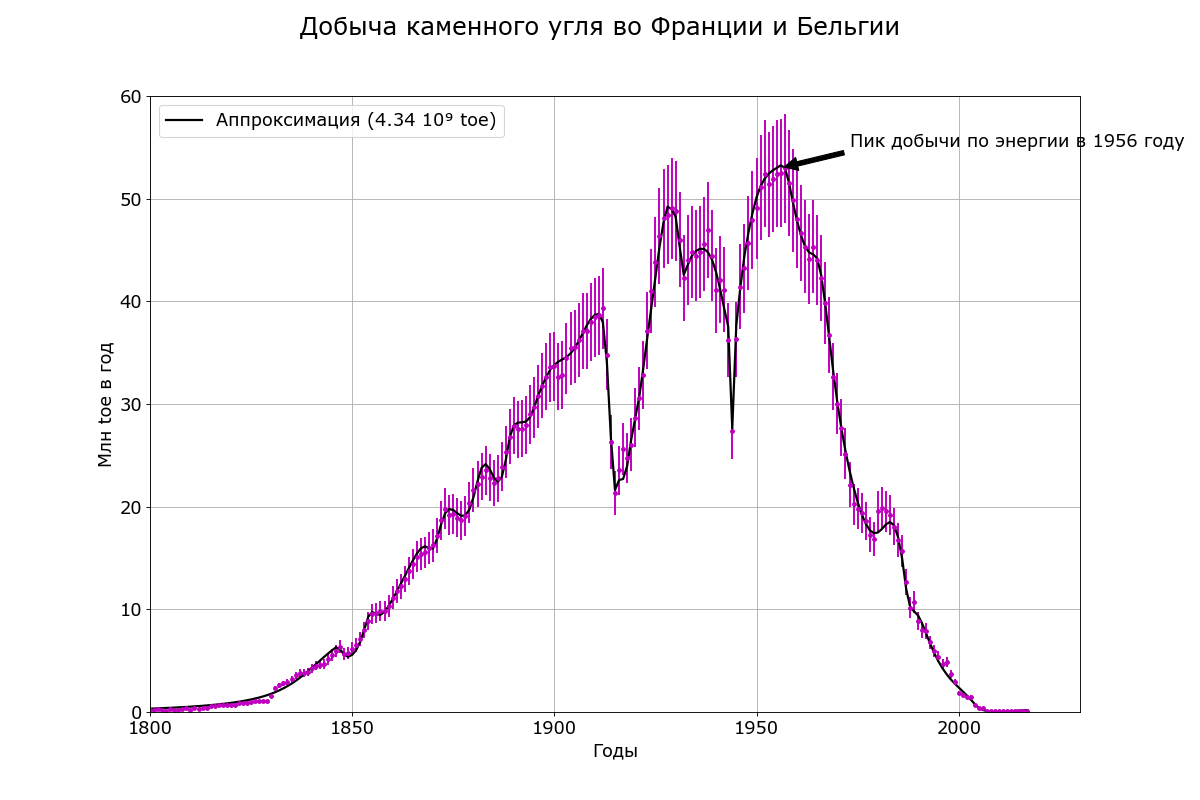 Добыча каменного угля во Франции и Бельгии
Аппроксимация (4.34 10⁹ toe)
Пик добычи по энергии в 1956 году
Млн toe в год
60
50
40
30
20
10
0
1800
1850
1900
1950
2000
Годы